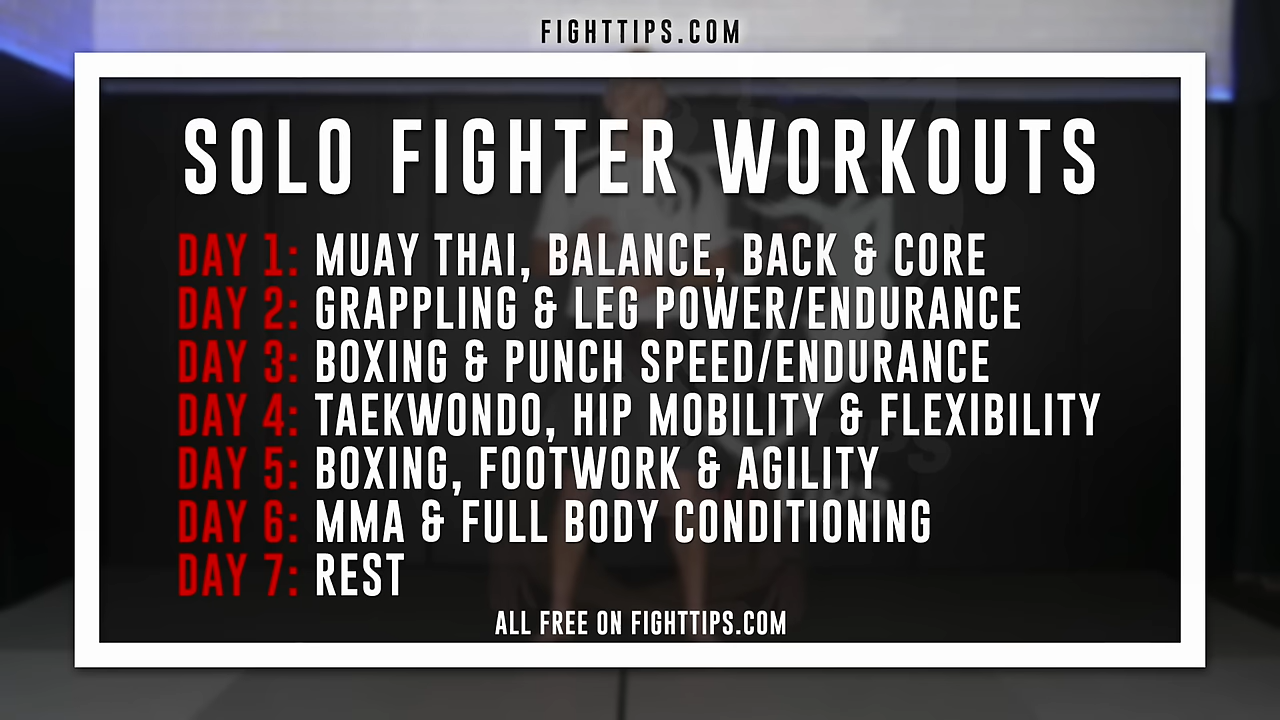 FIGHTTIPS.COM
SOLO FIGHTER WORKOUTS
DAY 1: MUAY THAI, BALANCE, BACK & CORE
DAY 2: GRAPPLING & LEG POWER/ENDURANCE
DAY 3: BOXING & PUNCH SPEED/ENDURANCE
DAY 4: TAEKWONDO, HIP MOBILITY & FLEXIBILITY
DAY 5: BOXING, FOOTWORK & AGILITY
DAY 6: MMA & FULL BODY CONDITIONING
DAY 7: REST
ALL FREE ON FIGHTTIPS.COM